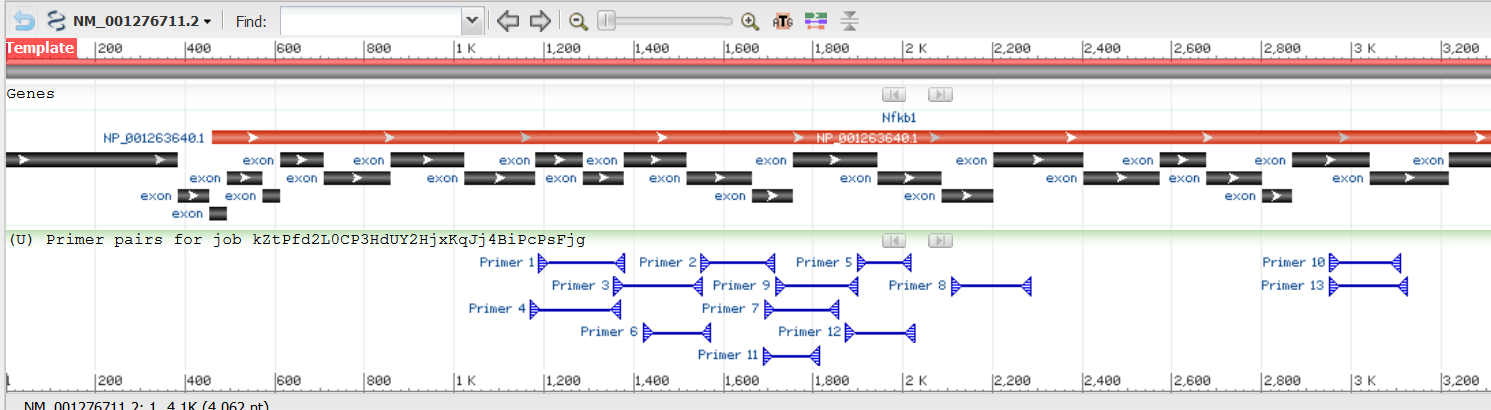 NM_001276711.2 Find: ATG
Template 200 400 600 800 1 K 1,200 1,400 1,600 1,800 2 K 2,200 2,400 2,600 2,800 3 K 3,200
Genes
Nfkb1
NP_001263640.1 NP_001263640.1
exon exon exon exon exon exon exon exon exon
exon exon exon exon exon exon exon exon exon
exon exon exon exon exon
exon
(U) Primer pairs for job kZtPfd2L0CP3HdUY2HjxKqJj4BiPcPsFjg
Primer 1 Primer 2 Primer 5 Primer 10
Primer 3 Primer 9 Primer 8 Primer 13
Primer 4 Primer 7
Primer 6 Primer 12
Primer 11
1 200 400 600 800 1 K 1,200 1,400 1,600 1,800 2 K 2,200 2,400 2,600 2,800 3 K 3,200
NM_001276711.2: 1..4.1K (4,062 nt)